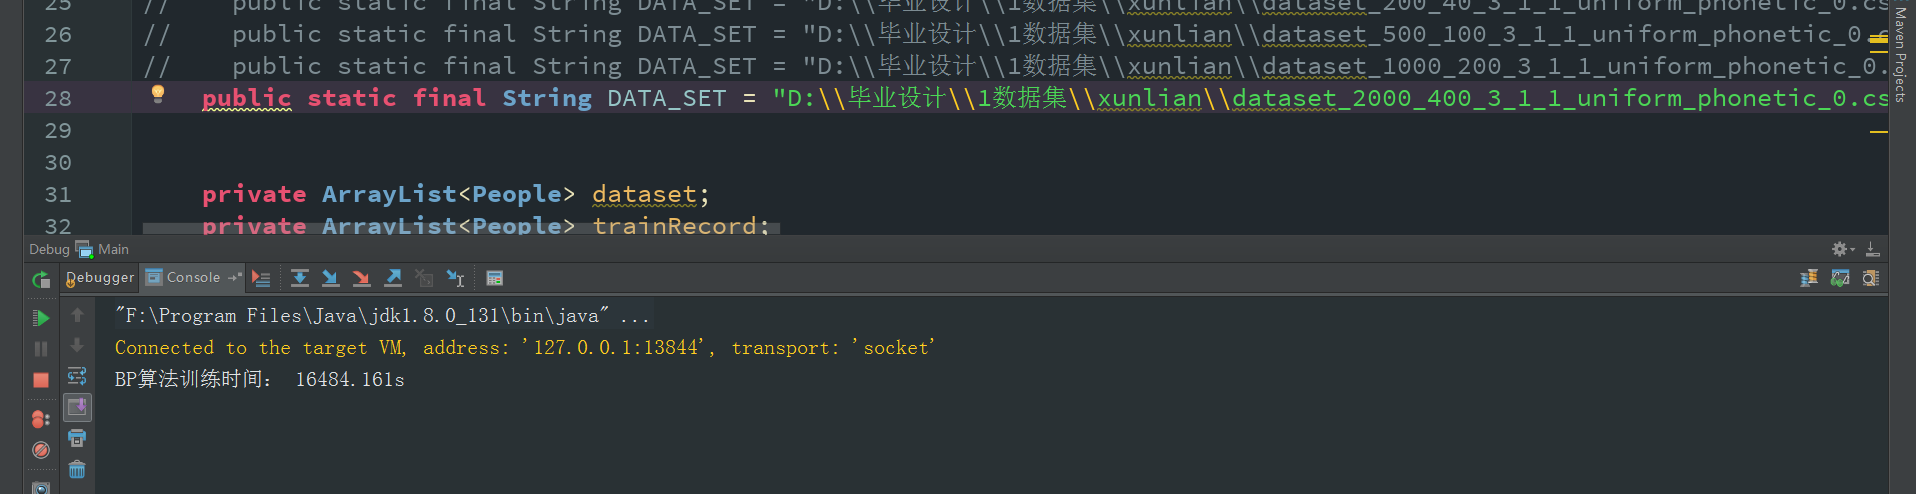 25 //    public static final String DATA_SET = "D:\\毕业设计\\1数据集\\xunlian\\dataset_200_40_3_1_1_uniform_phonetic_0.cs
26 //    public static final String DATA_SET = "D:\\毕业设计\\1数据集\\xunlian\\dataset_500_100_3_1_1_uniform_phonetic_0.
27 //    public static final String DATA_SET = "D:\\毕业设计\\1数据集\\xunlian\\dataset_1000_200_3_1_1_uniform_phonetic_0.
28     public static final String DATA_SET = "D:\\毕业设计\\1数据集\\xunlian\\dataset_2000_400_3_1_1_uniform_phonetic_0.cs
29
30
31     private ArrayList<People> dataset;
32     private ArrayList<People> trainRecord;
Maven Projects
Debug Main
Debugger Console
"F:\Program Files\Java\jdk1.8.0_131\bin\java" ...
Connected to the target VM, address: '127.0.0.1:13844', transport: 'socket'
BP算法训练时间： 16484.161s